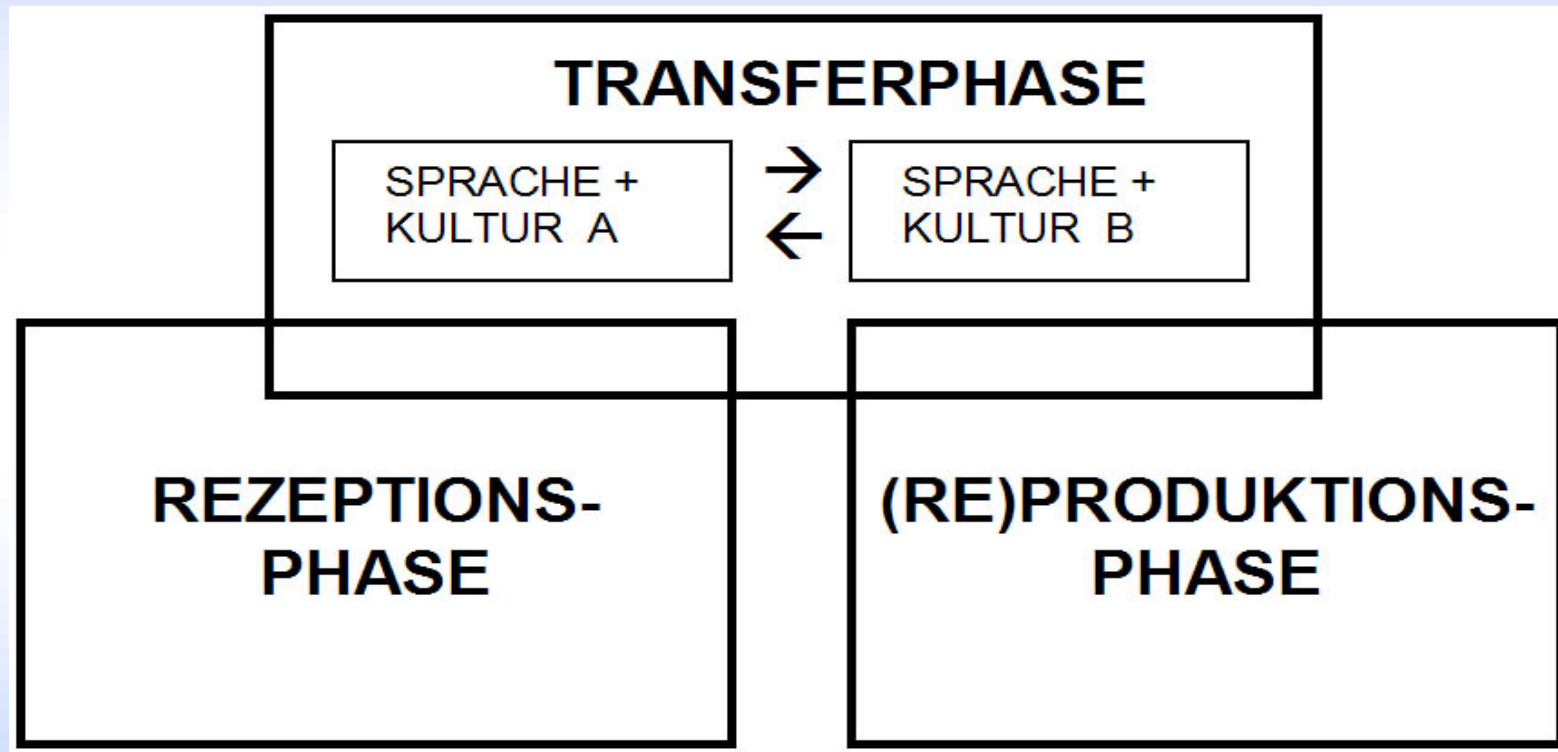 TRANSFERPHASE
SPRACHE +
KULTUR A
→
←
SPRACHE +
KULTUR B
REZEPTIONS-
PHASE
(RE)PRODUKTIONS-
PHASE